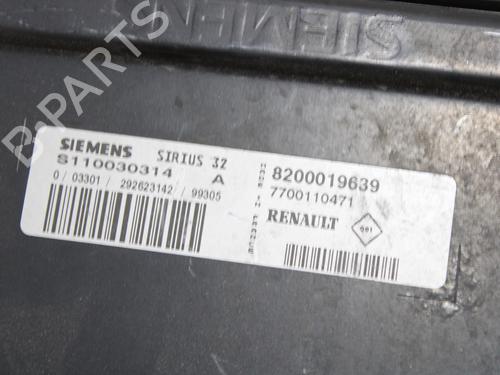 SIEMENS
B-PARTS
SIEMENS SIRIUS 32
S110030314 A
0 / 03301 / 292623142 / 99305
8200019639
7700110471
RENAULT